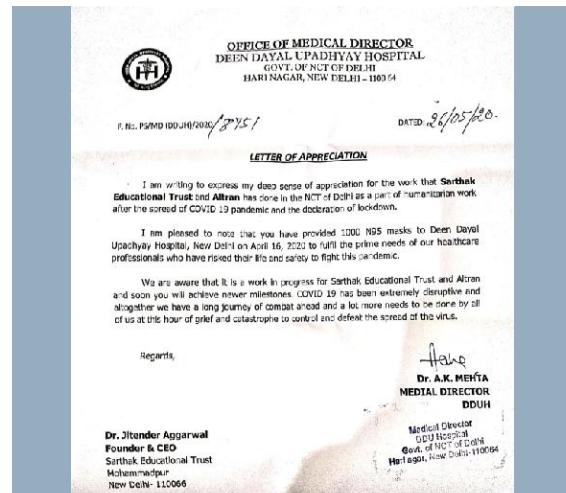 OFFICE OF MEDICAL DIRECTOR
DEEN DAYAL UPADHYAY HOSPITAL
GOVT. OF NCT OF DELHI
HARI NAGAR, NEW DELHI – 110064
F. No. PS/MD (DDUH)/2020/8451
DATED: 26/05/20.
LETTER OF APPRECIATION
I am writing to express my deep sense of appreciation for the work that Sarthak
Educational Trust and Altran has done in the NCT of Delhi as a part of humanitarian work
after the spread of COVID 19 pandemic and the declaration of lockdown.
I am pleased to note that you have provided 1000 N95 masks to Deen Dayal
Upachyay Hospital, New Delhi on April 16, 2020 to fulfil the prime needs of our healthcare
professionals who have risked their life and safety to fight this pandemic.
We are aware that it is a work in progress for Sarthak Educational Trust and Altran
and soon you will achieve newer milestones. COVID 19 has been extremely disruptive and
altogether we have a long journey of combat ahead and a lot more needs to be done by all
of us at this hour of grief and catastrophe to control and defeat the spread of the virus.
Regards,
Dr. A.K. MEHTA
MEDIAL DIRECTOR
DDUH
Medical Director
DDU Hospital
Govt. of NCT of Delhi
Hari Nagar, New Delhi-110064
Dr. Jitender Aggarwal
Founder & CEO
Sarthak Educational Trust
Mohammadpur
New Delhi- 110066